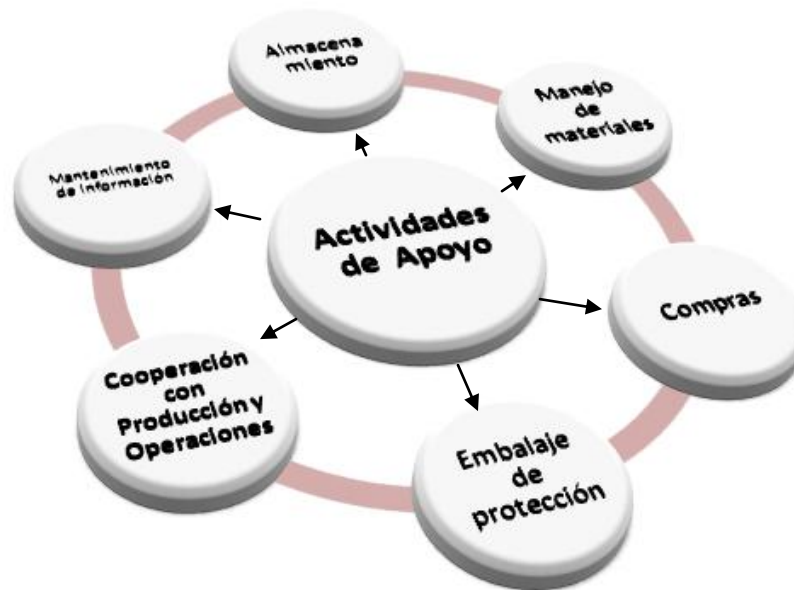 Almacena
miento
Manejo
de
materiales
Mantenimiento
de Información
Actividades
de Apoyo
Compras
Cooperación
con
Producción y
Operaciones
Embalaje
de
protección